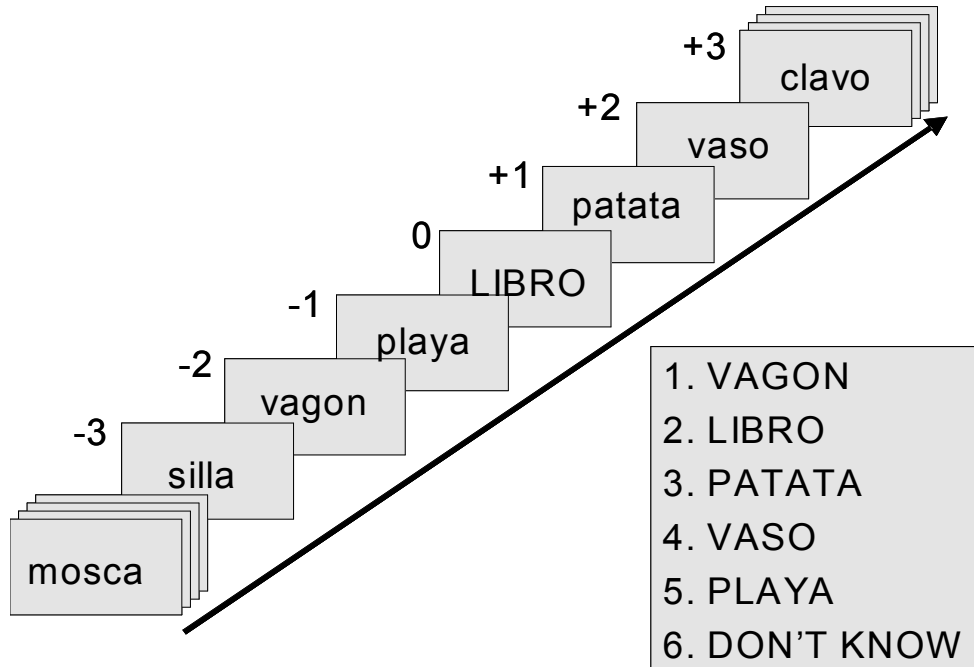 +3
clavo
+2
vaso
+1
patata
0
LIBRO
-1
playa
-2
vagon
-3
silla
mosca
1. VAGON
2. LIBRO
3. PATATA
4. VASO
5. PLAYA
6. DON'T KNOW